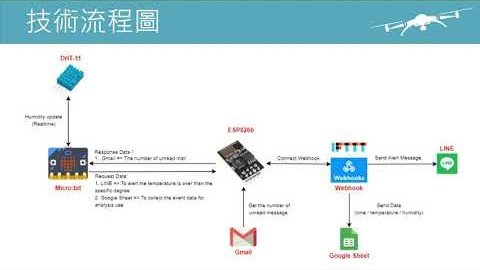 技術流程圖
DHT-11
Humidity update
(Realtime)
Micro:bit
Response Data :
1. Gmail => The number of unread mail
Request Data:
1. LINE => To alert the temperature is over than the
specific degree
2. Google Sheet => To collect the event data for
analysis use
ESP8266
Get the number of
unread message.
Gmail
Connect Webhook
IFTTT
Webhooks
Webhook
Send Alert Message
LINE
LINE
Send Data
(time / temperature / humidity)
Google Sheet